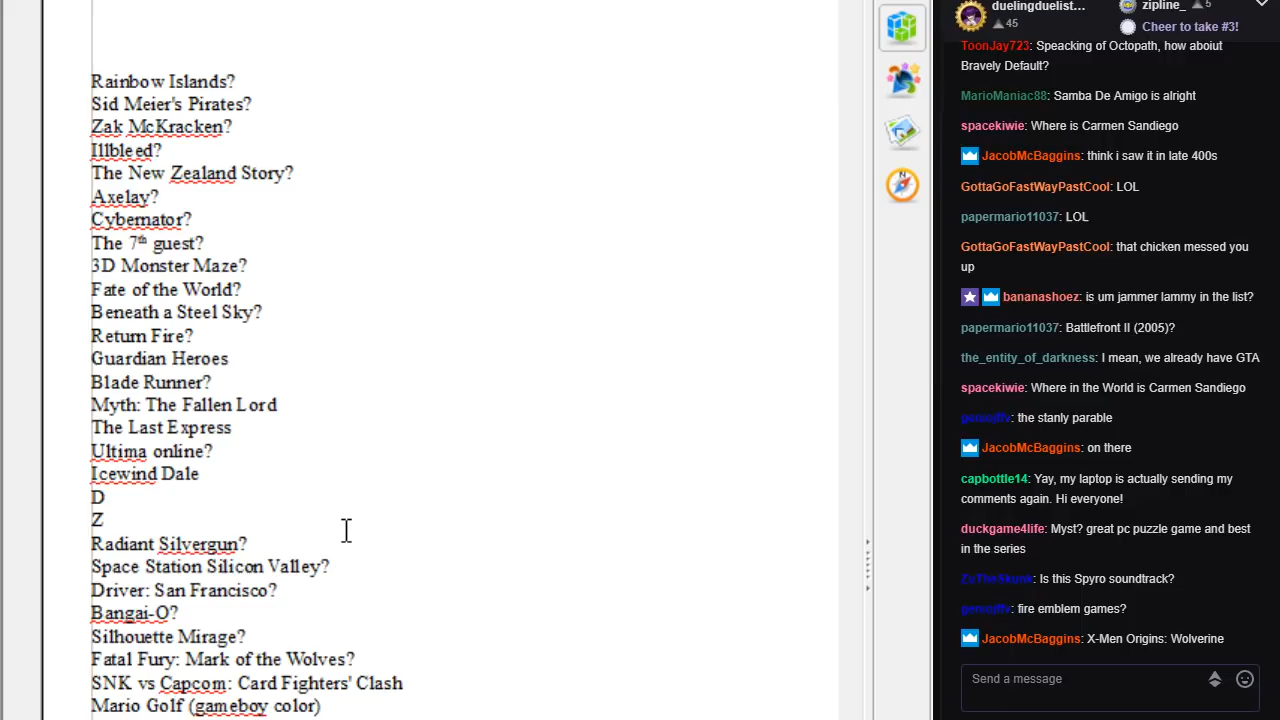 Rainbow Islands?
Sid Meier's Pirates?
Zak McKracken?
Illbleed?
The New Zealand Story?
Axelay?
Cybernator?
The 7th guest?
3D Monster Maze?
Fate of the World?
Beneath a Steel Sky?
Return Fire?
Guardian Heroes
Blade Runner?
Myth: The Fallen Lord
The Last Express
Ultima online?
Icewind Dale
D
Z
Radiant Silvergun?
Space Station Silicon Valley?
Driver: San Francisco?
Bangai-O?
Silhouette Mirage?
Fatal Fury: Mark of the Wolves?
SNK vs Capcom: Card Fighters' Clash
Mario Golf (gameboy color)
N
duelingduelist...
45
zipline_ 5
Cheer to take #3!
ToonJay723: Speacking of Octopath, how aboiut
Bravely Default?
MarioManiac88: Samba De Amigo is alright
spacekiwie: Where is Carmen Sandiego
JacobMcBaggins: think i saw it in late 400s
GottaGoFastWayPastCool: LOL
papermario11037: LOL
GottaGoFastWayPastCool: that chicken messed you
up
bananashoez: is um jammer lammy in the list?
papermario11037: Battlefront II (2005)?
the_entity_of_darkness: I mean, we already have GTA
spacekiwie: Where in the World is Carmen Sandiego
: the stanly parable
JacobMcBaggins: on there
capbottle14: Yay, my laptop is actually sending my
comments again. Hi everyone!
duckgame4life: Myst? great pc puzzle game and best
in the series
ZuTheSkunk: Is this Spyro soundtrack?
: fire emblem games?
JacobMcBaggins: X-Men Origins: Wolverine
Send a message